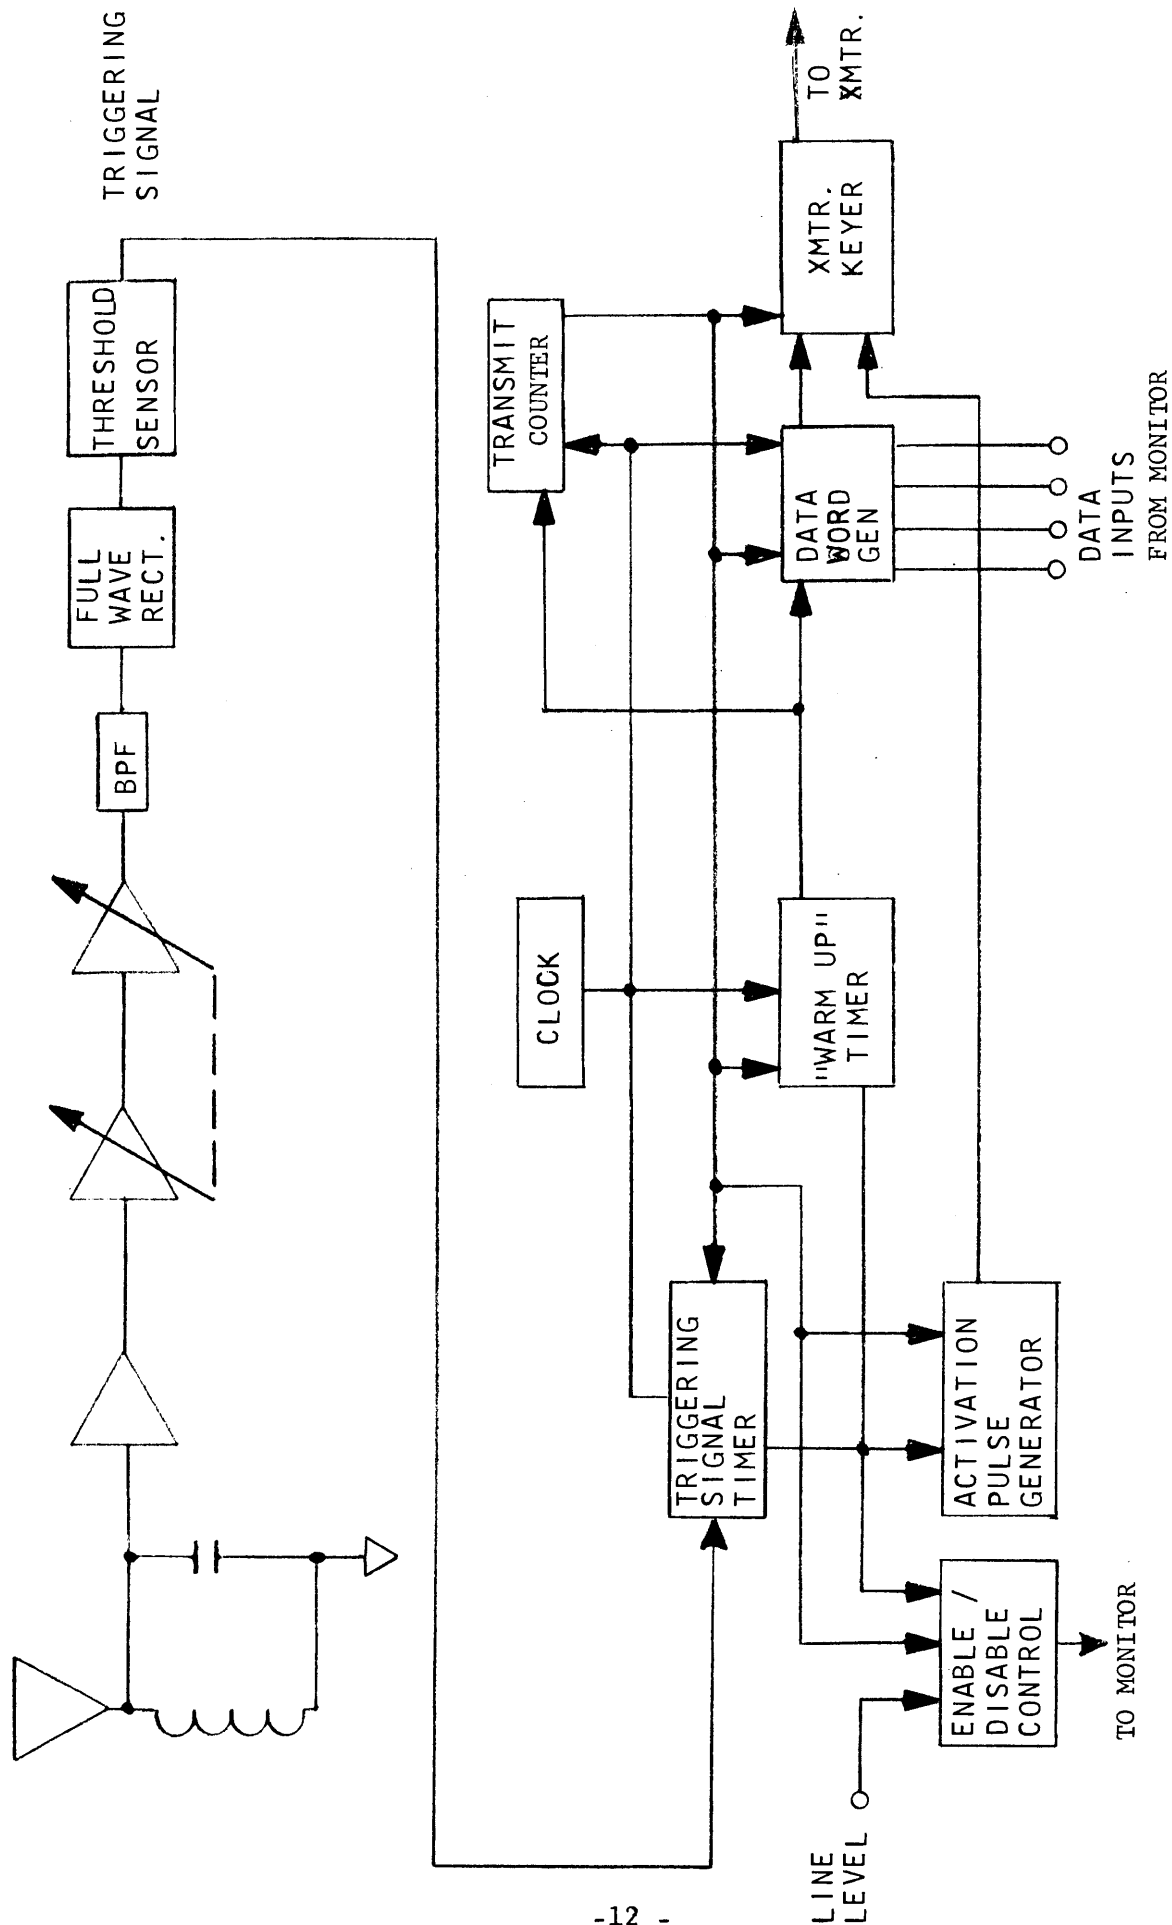 TRIGGERING
SIGNAL
BPF
FULL
WAVE
RECT.
THRESHOLD
SENSOR
CLOCK
TRANSMIT
COUNTER
TRIGGERING
SIGNAL
TIMER
"WARM UP"
TIMER
DATA
WORD
GEN
XMTR.
KEYER
TO
XMTR.
LINE
LEVEL
ENABLE /
DISABLE
CONTROL
ACTIVATION
PULSE
GENERATOR
DATA
INPUTS
FROM MONITOR
TO MONITOR
-12 -